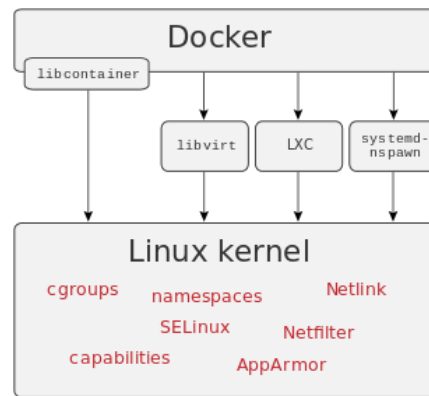 Docker
libcontainer
libvirt
LXC
systemd-
nspawn
Linux kernel
cgroups
namespaces
Netlink
SELinux
Netfilter
capabilities
AppArmor